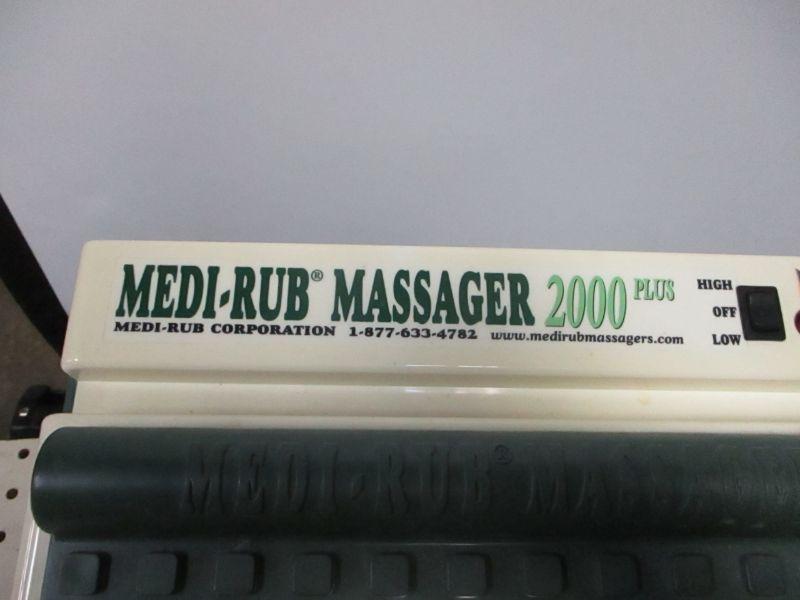 MEDI-RUB® MASSAGER 2000 PLUS
MEDI-RUB CORPORATION 1-877-633-4782 www.medirubmassagers.com
HIGH
OFF
LOW
MEDI-RUB® MASSAGER